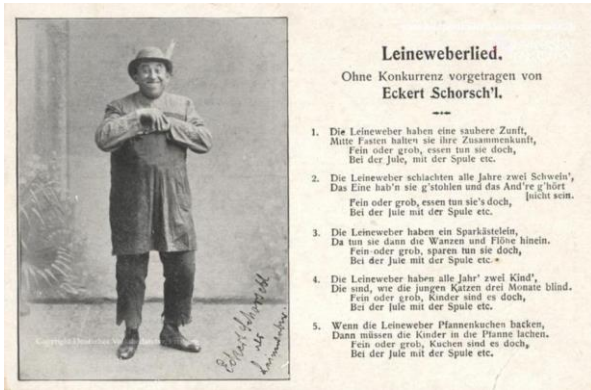 Leineweberlied.
Ohne Konkurrenz vorgetragen von
Eckert Schorsch'l.
1. Die Leineweber haben eine saubere Zunft,
Mitte Fasten halten sie ihre Zusammenkunft,
Fein oder grob, essen tun sie doch,
Bei der Jule, mit der Spule etc.
2. Die Leineweber schlachten alle Jahre zwei Schwein',
Das Eine hab'n sie g'stohlen und das And're g'hört
[nicht sein.
Fein oder grob, essen tun sie's doch,
Bei der Jule mit der Spule etc.
3. Die Leineweber haben ein Sparkästelein,
Da tun sie dann die Wanzen und Flöhe hinein.
Fein oder grob, sparen tun sie doch,
Bei der Jule mit der Spule etc.
4. Die Leineweber haben alle Jahr' zwei Kind',
Die sind, wie die jungen Katzen drei Monate blind.
Fein oder grob, Kinder sind es doch,
Bei der Jule mit der Spule etc.
5. Wenn die Leineweber Pfannenkuchen backen,
Dann müssen die Kinder in die Pfanne lachen.
Fein oder grob, Kuchen sind es doch,
Bei der Jule mit der Spule etc.
Eckert Schorschl
als
Leineweber.
Copyright Deutsches